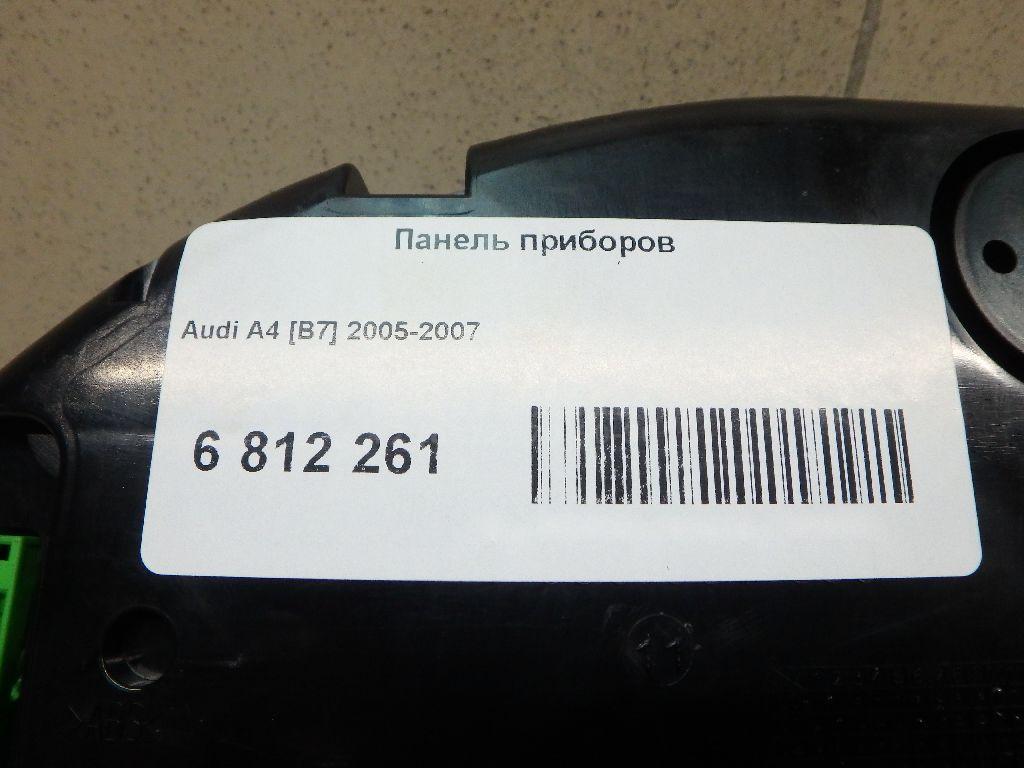 Панель приборов
Audi A4 [B7] 2005-2007
6 812 261